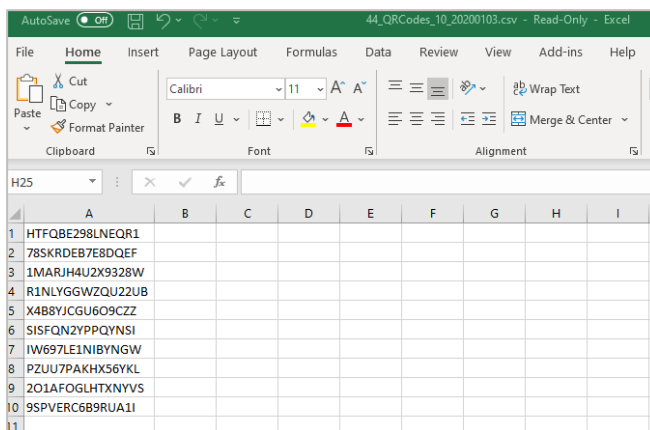 AutoSave Off 44_QRCodes_10_20200103.csv - Read-Only - Excel
File Home Insert Page Layout Formulas Data Review View Add-ins Help
Cut
Copy
Format Painter
Paste
Calibri 11 A^ A˅
B I U A
ab Wrap Text
Merge & Center
Clipboard Font Alignment
H25 fx
A B C D E F G H I
1 HTFQBE298LNEQR1
2 78SKRDEB7E8DQEF
3 1MARJH4U2X9328W
4 R1NLYGGWZQU22UB
5 X4B8YJCGU6O9CZZ
6 SISFQN2YPPQYNSI
7 IW697LE1NIBYNGW
8 PZUU7PAKHX56YKL
9 2O1AFOGLHTXNYVS
10 9SPVERC6B9RUA1I
11